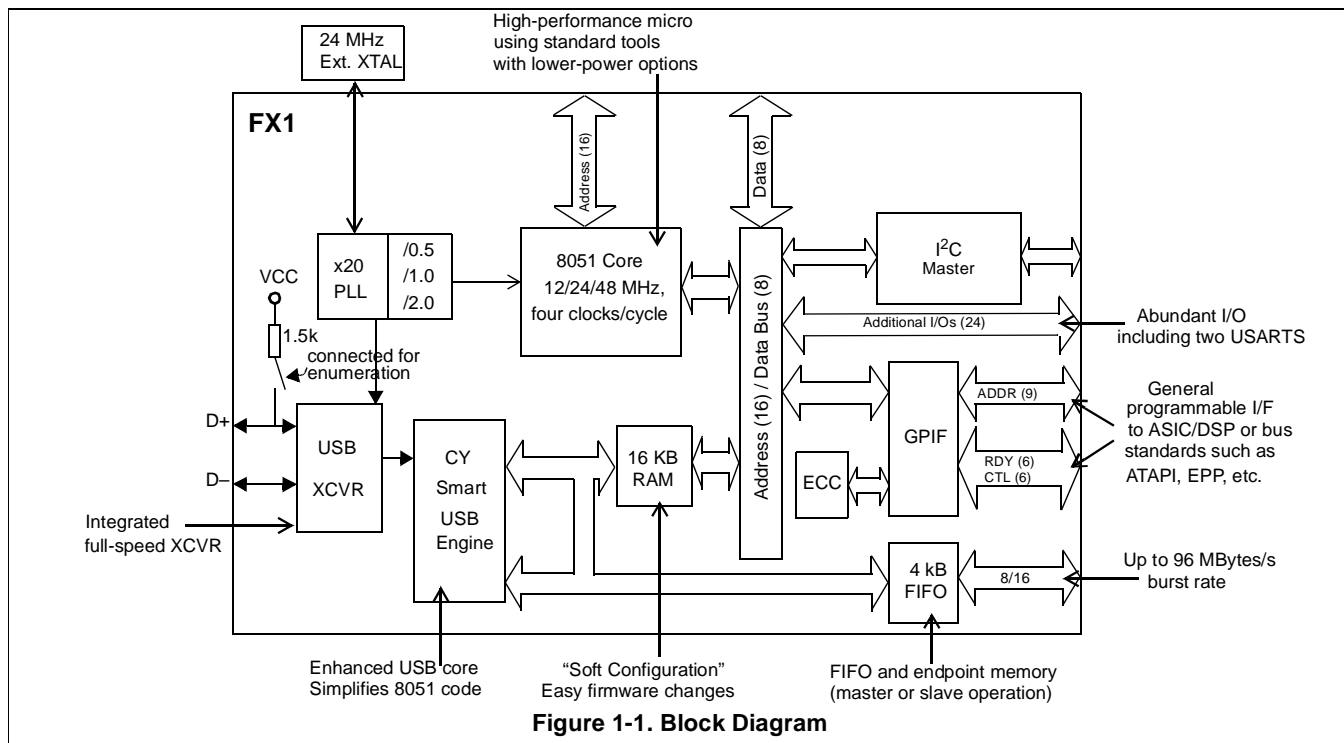 High-performance micro
using standard tools
with lower-power options
24 MHz
Ext. XTAL
FX1
Address (16)
Data (8)
x20
PLL
/0.5
/1.0
/2.0
8051 Core
12/24/48 MHz,
four clocks/cycle
I²C
Master
VCC
1.5k
connected for
enumeration
Address (16) / Data Bus (8)
Additional I/Os (24)
Abundant I/O
including two USARTS
ADDR (9)
GPIF
RDY (6)
CTL (6)
General
programmable I/F
to ASIC/DSP or bus
standards such as
ATAPI, EPP, etc.
D+
D–
USB
XCVR
CY
Smart
USB
Engine
16 KB
RAM
ECC
Integrated
full-speed XCVR
4 kB
FIFO
8/16
Up to 96 MBytes/s
burst rate
Enhanced USB core
Simplifies 8051 code
“Soft Configuration”
Easy firmware changes
FIFO and endpoint memory
(master or slave operation)
Figure 1-1. Block Diagram